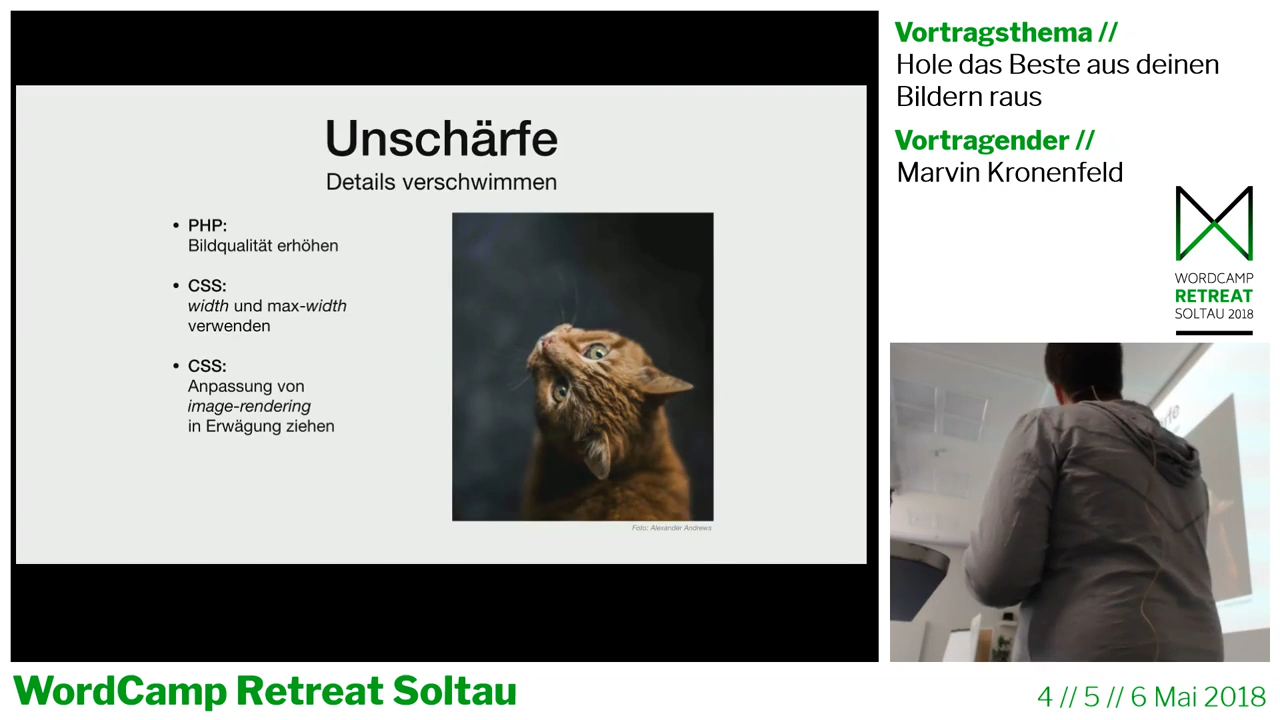 Unschärfe
Details verschwimmen
• PHP:
Bildqualität erhöhen
• CSS:
width und max-width
verwenden
• CSS:
Anpassung von
image-rendering
in Erwägung ziehen
Foto: Alexander Andrews
Vortragsthema //
Hole das Beste aus deinen
Bildern raus
Vortragender //
Marvin Kronenfeld
WORDCAMP
RETREAT
SOLTAU 2018
WordCamp Retreat Soltau
4 // 5 // 6 Mai 2018